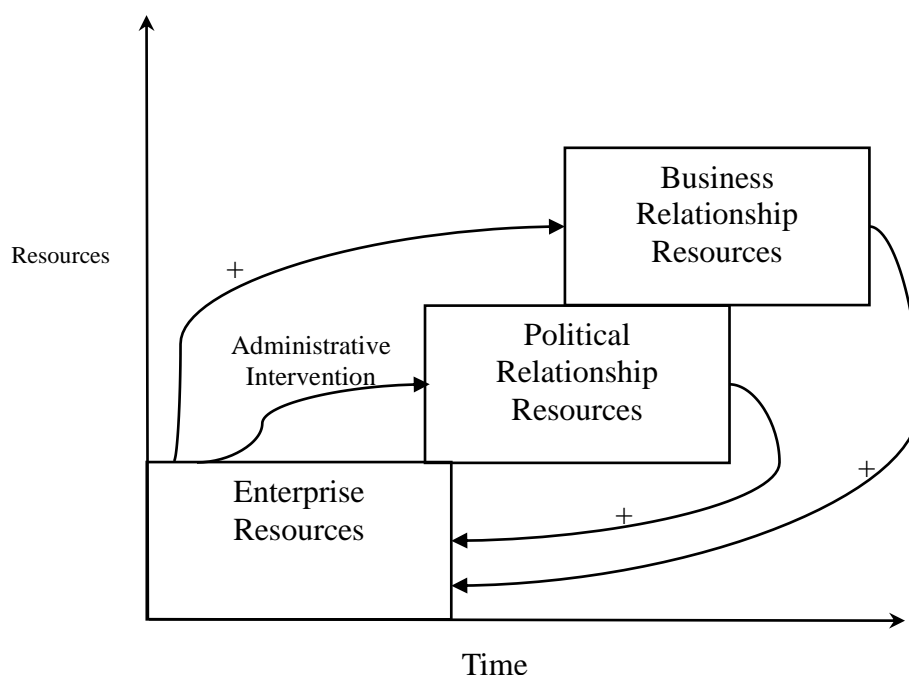 Business
Relationship
Resources
Resources
+
Political
Relationship
Resources
Administrative
Intervention
+
Enterprise
Resources
+
Time